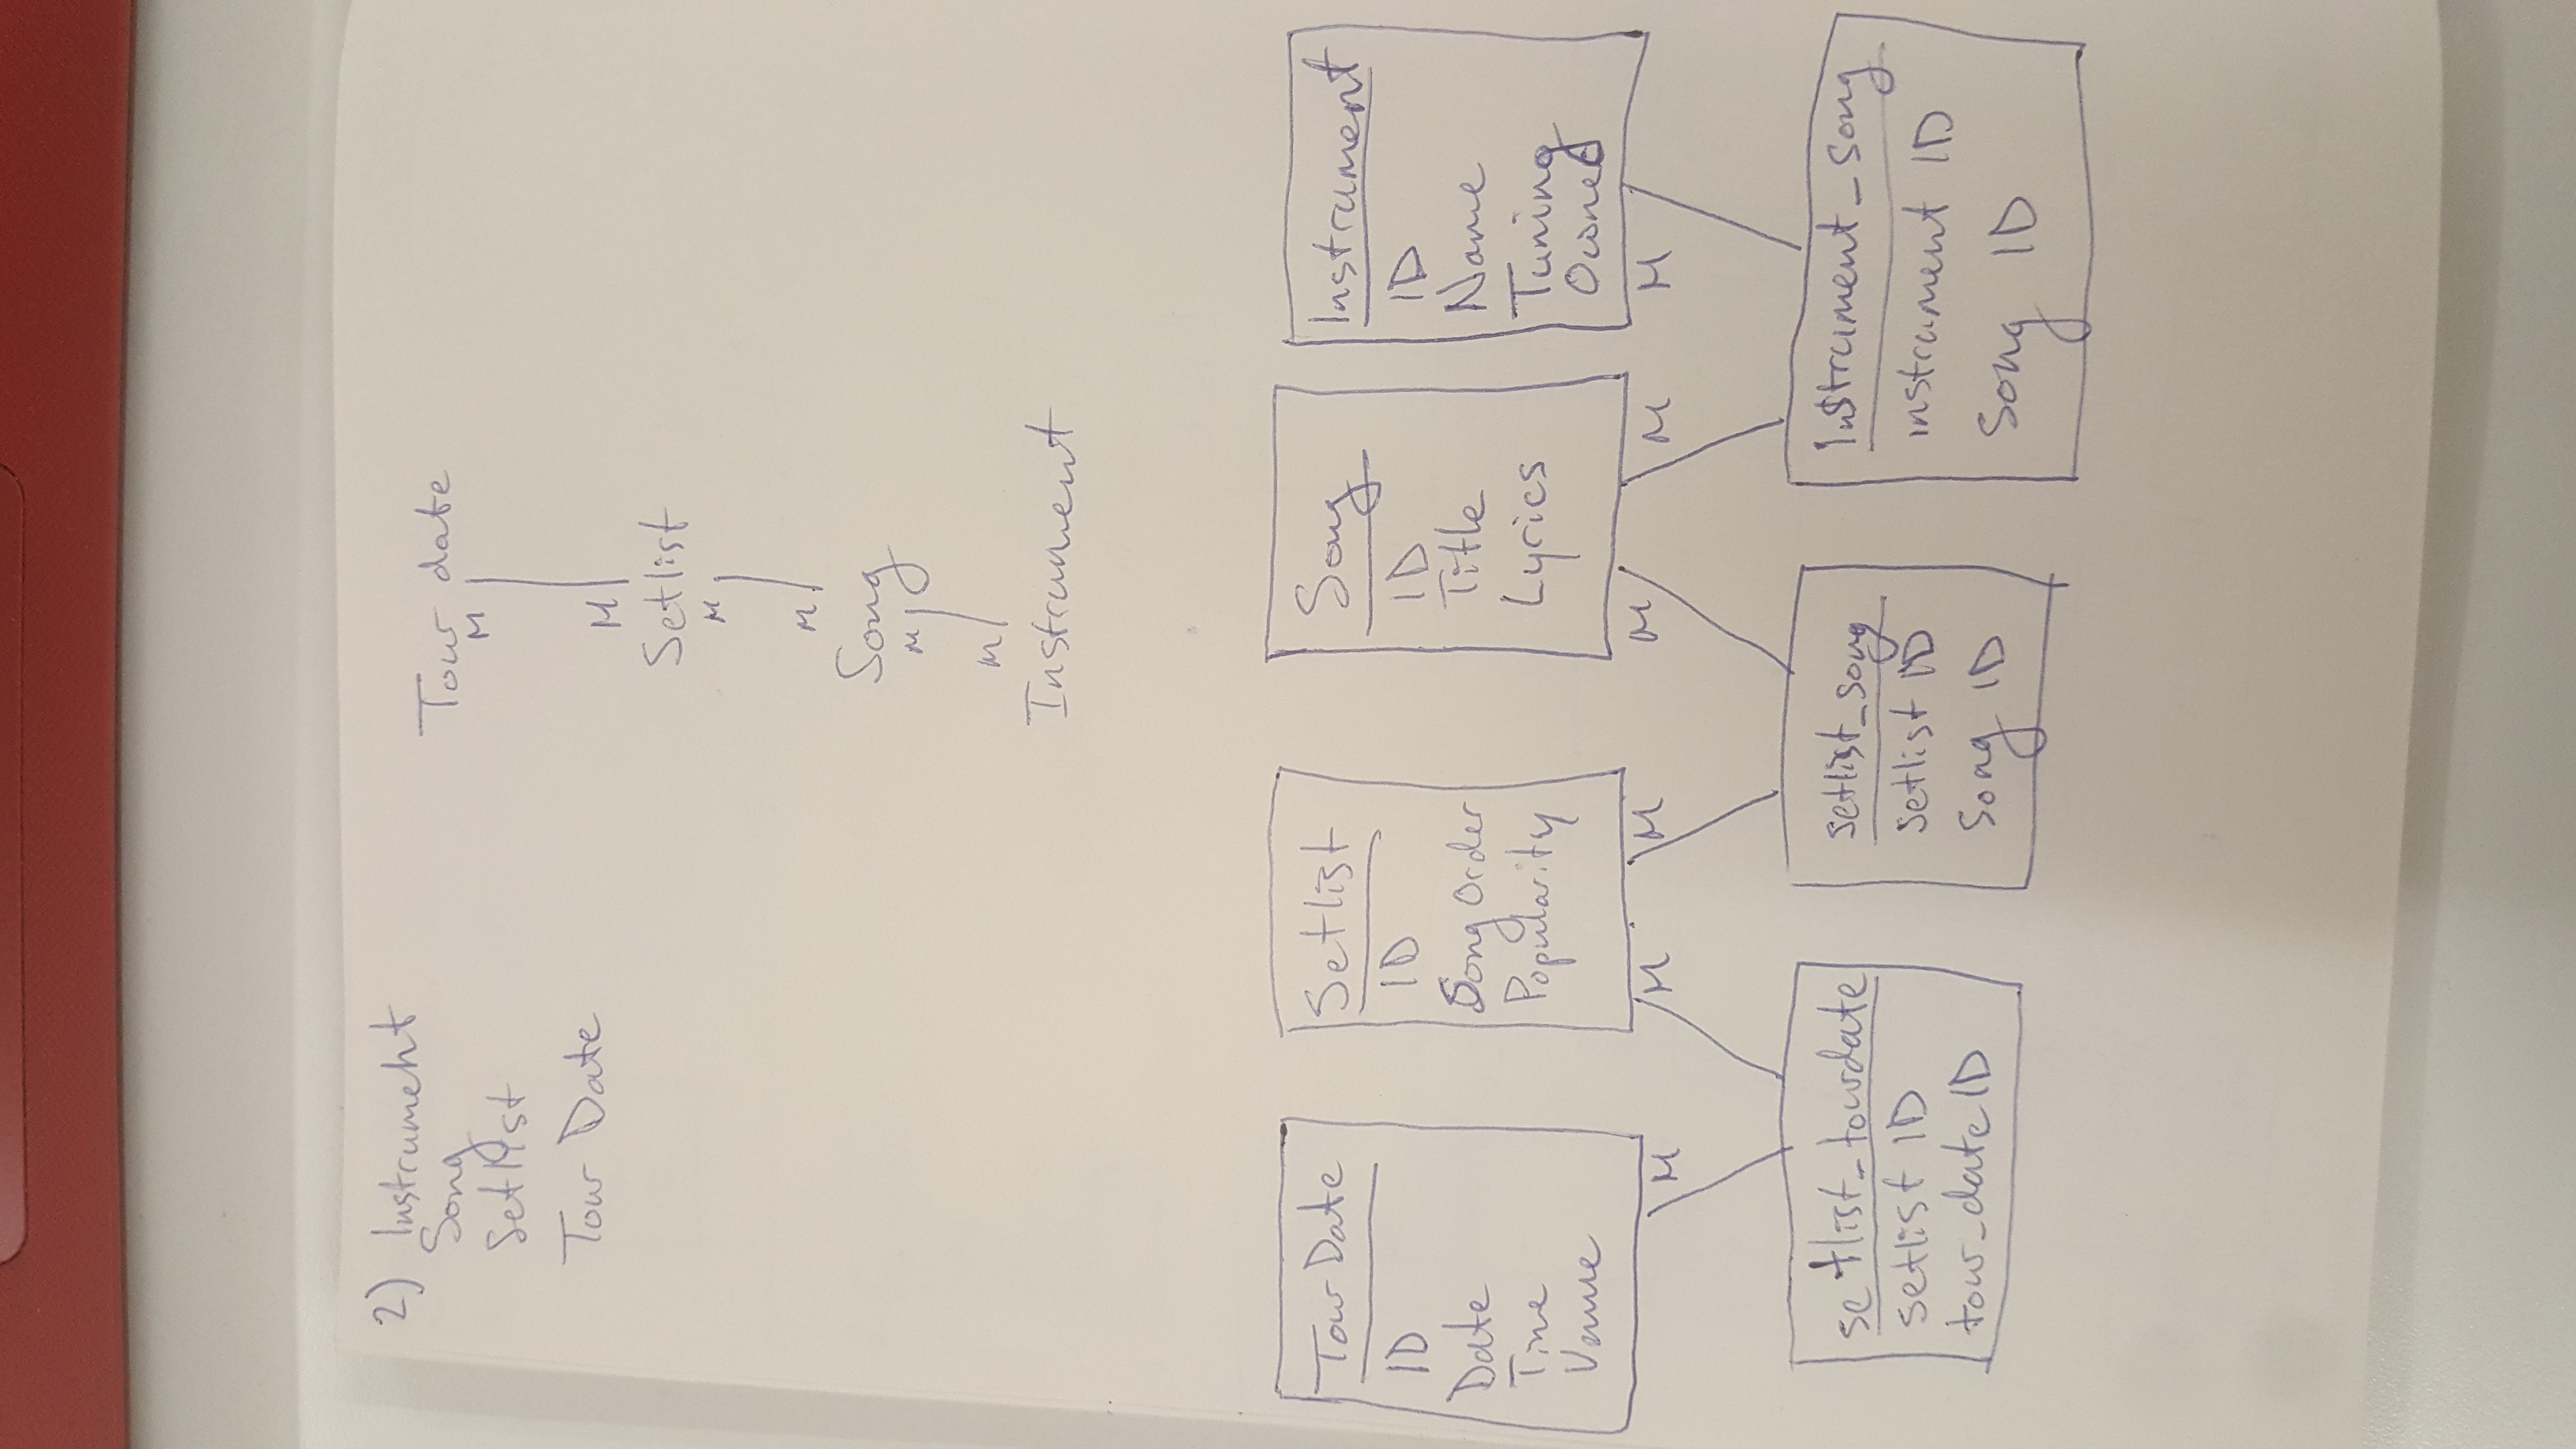 2) Instrument
Song
Setlist
Tour Date
Tour date
M
M
Setlist
M
M
Song
M
M
Instrument
Tour Date
ID
Date
Time
Venue
Setlist
ID
Song Order
Popularity
Song
ID
Title
Lyrics
Instrument
ID
Name
Tuning
Owned
M
M
M
M
M
M
setlist_tourdate
setlist ID
tour_date ID
setlist_song
setlist ID
Song ID
Instrument_song
instrument ID
Song ID